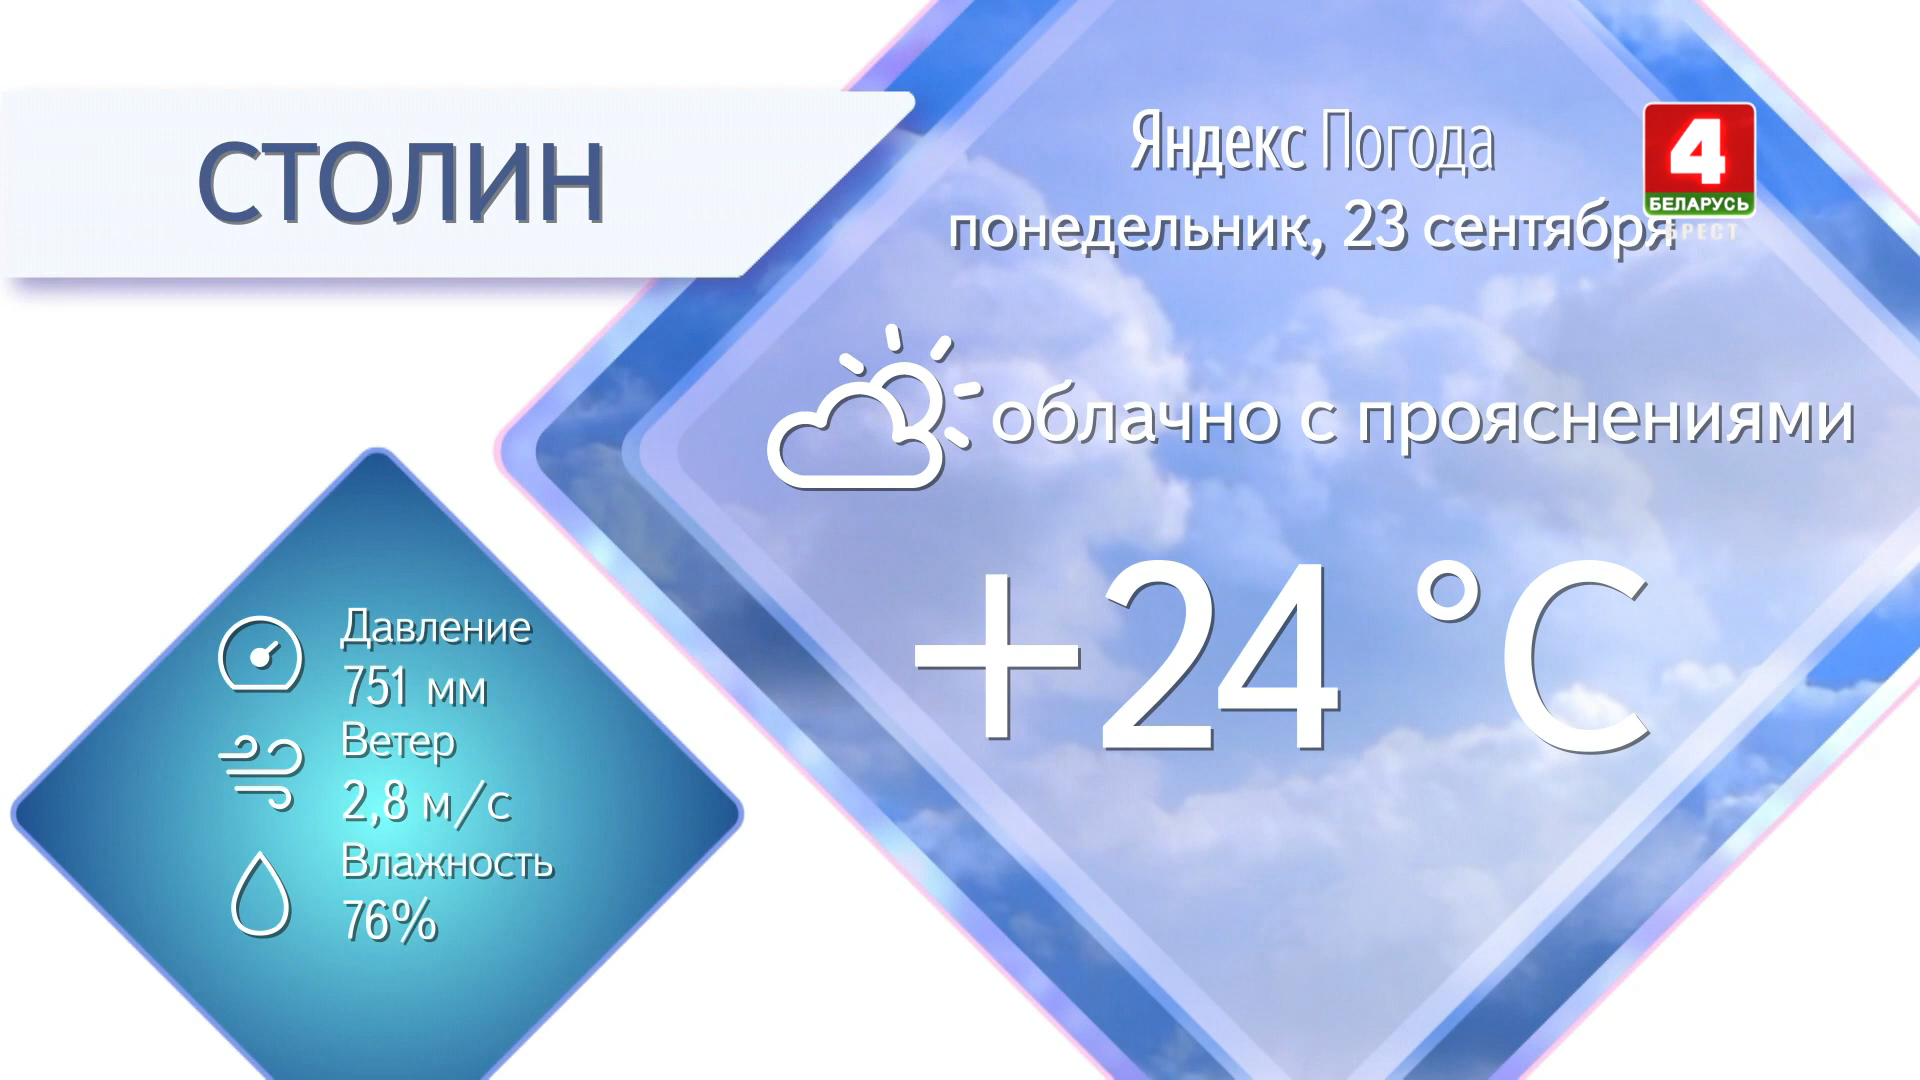 СТОЛИН
Яндекс Погода
понедельник, 23 сентября
4
БЕЛАРУСЬ
БРЕСТ
облачно с прояснениями
+24 °C
Давление
751 мм
Ветер
2,8 м/с
Влажность
76%